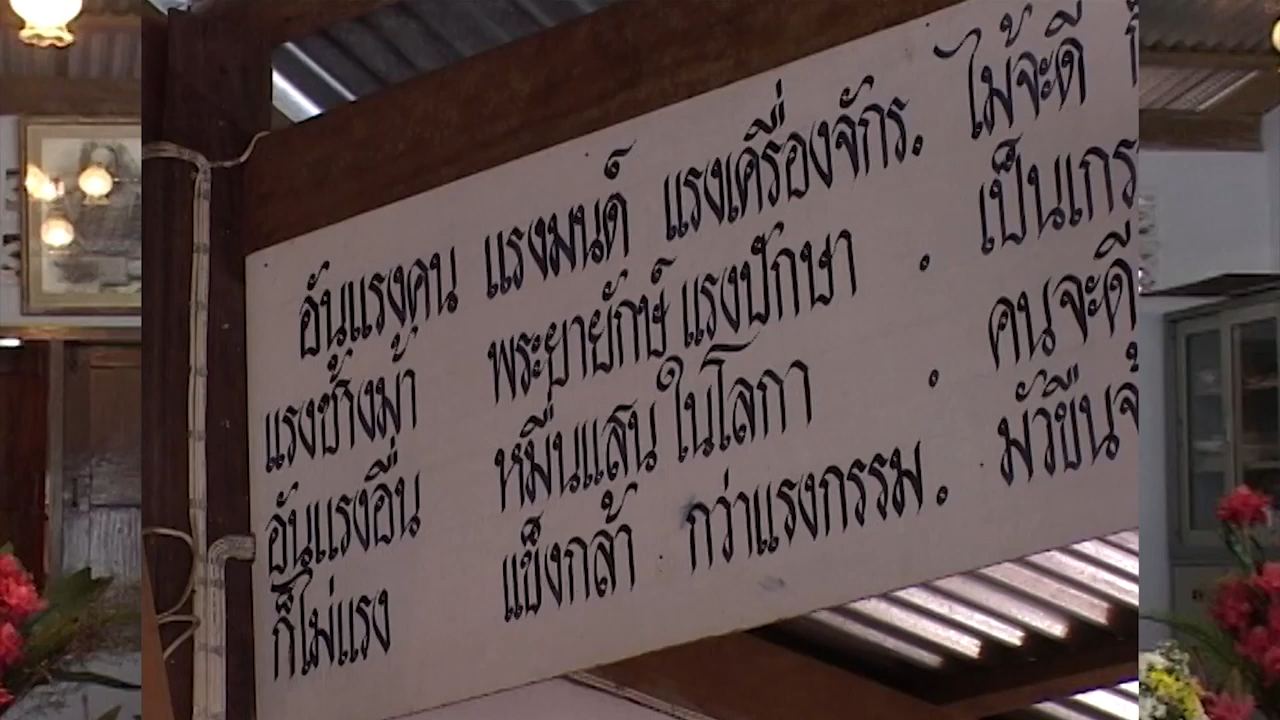 อันแรงคน แรงมนต์ แรงเครื่องจักร. ไม้จะดี
แรงช้างม้า พระยายักษ์ แรงปักษา . เป็นเกร
อันแรงอื่น หมื่นแสน ในโลกา . คนจะดี
ก็ไม่แรง แข็งกล้า กว่าแรงกรรม. มัวขืน